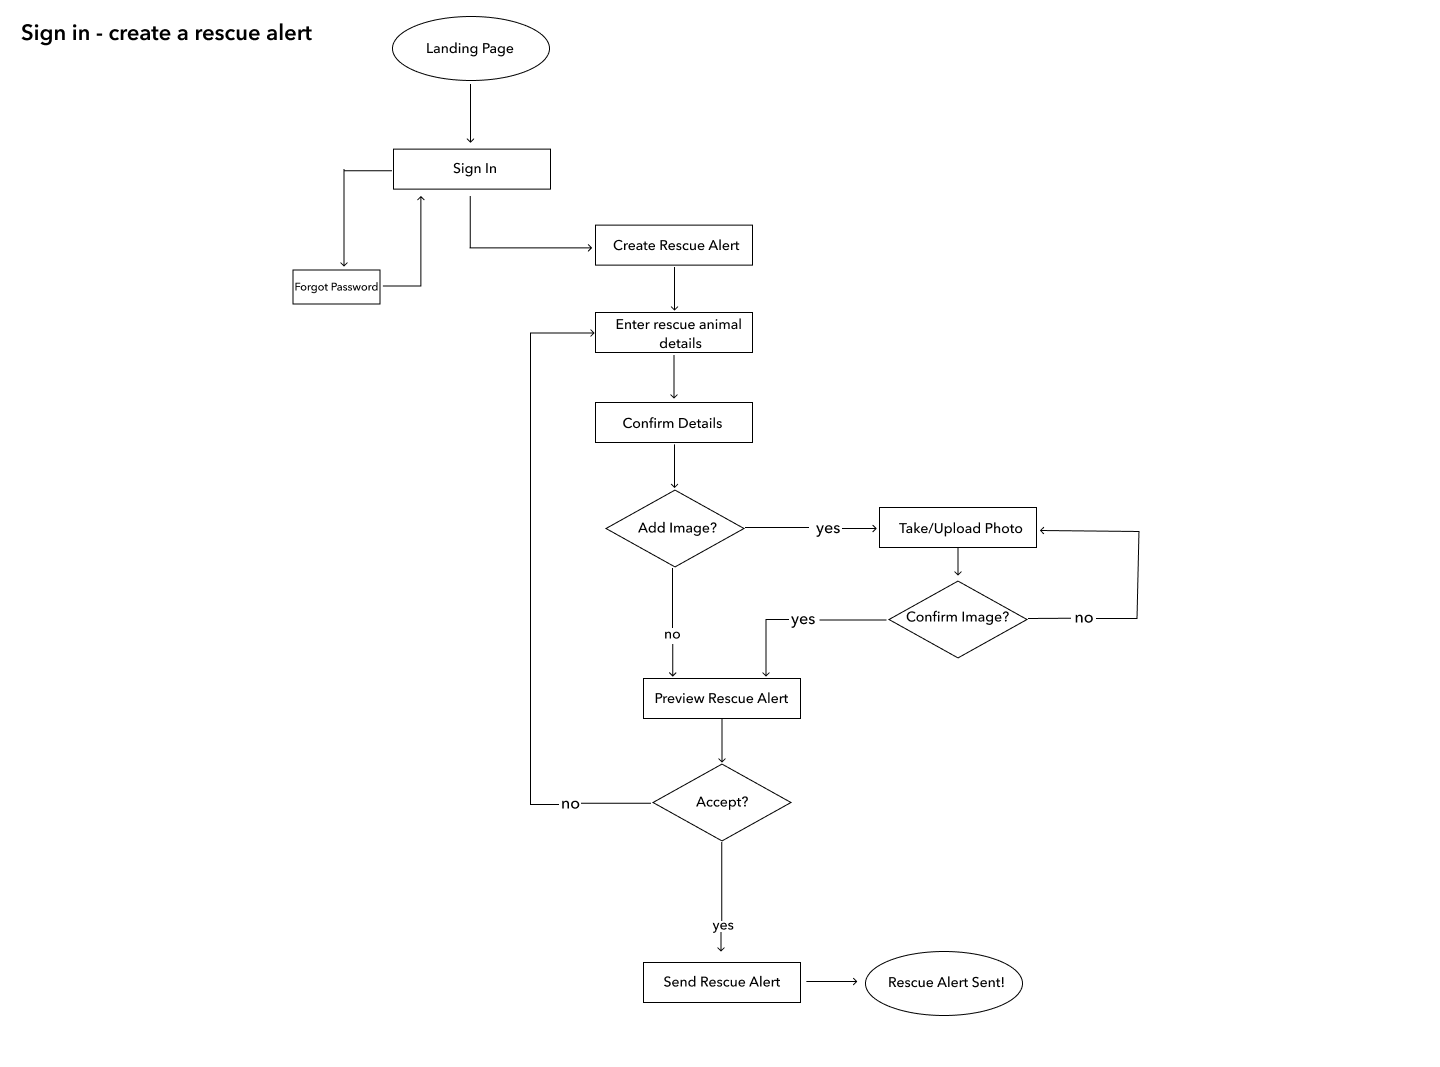 Sign in - create a rescue alert
Landing Page
Sign In
Create Rescue Alert
Forgot Password
Enter rescue animal
details
Confirm Details
Add Image?
yes
Take/Upload Photo
Confirm Image?
no
yes
no
Preview Rescue Alert
Accept?
no
yes
Send Rescue Alert
Rescue Alert Sent!